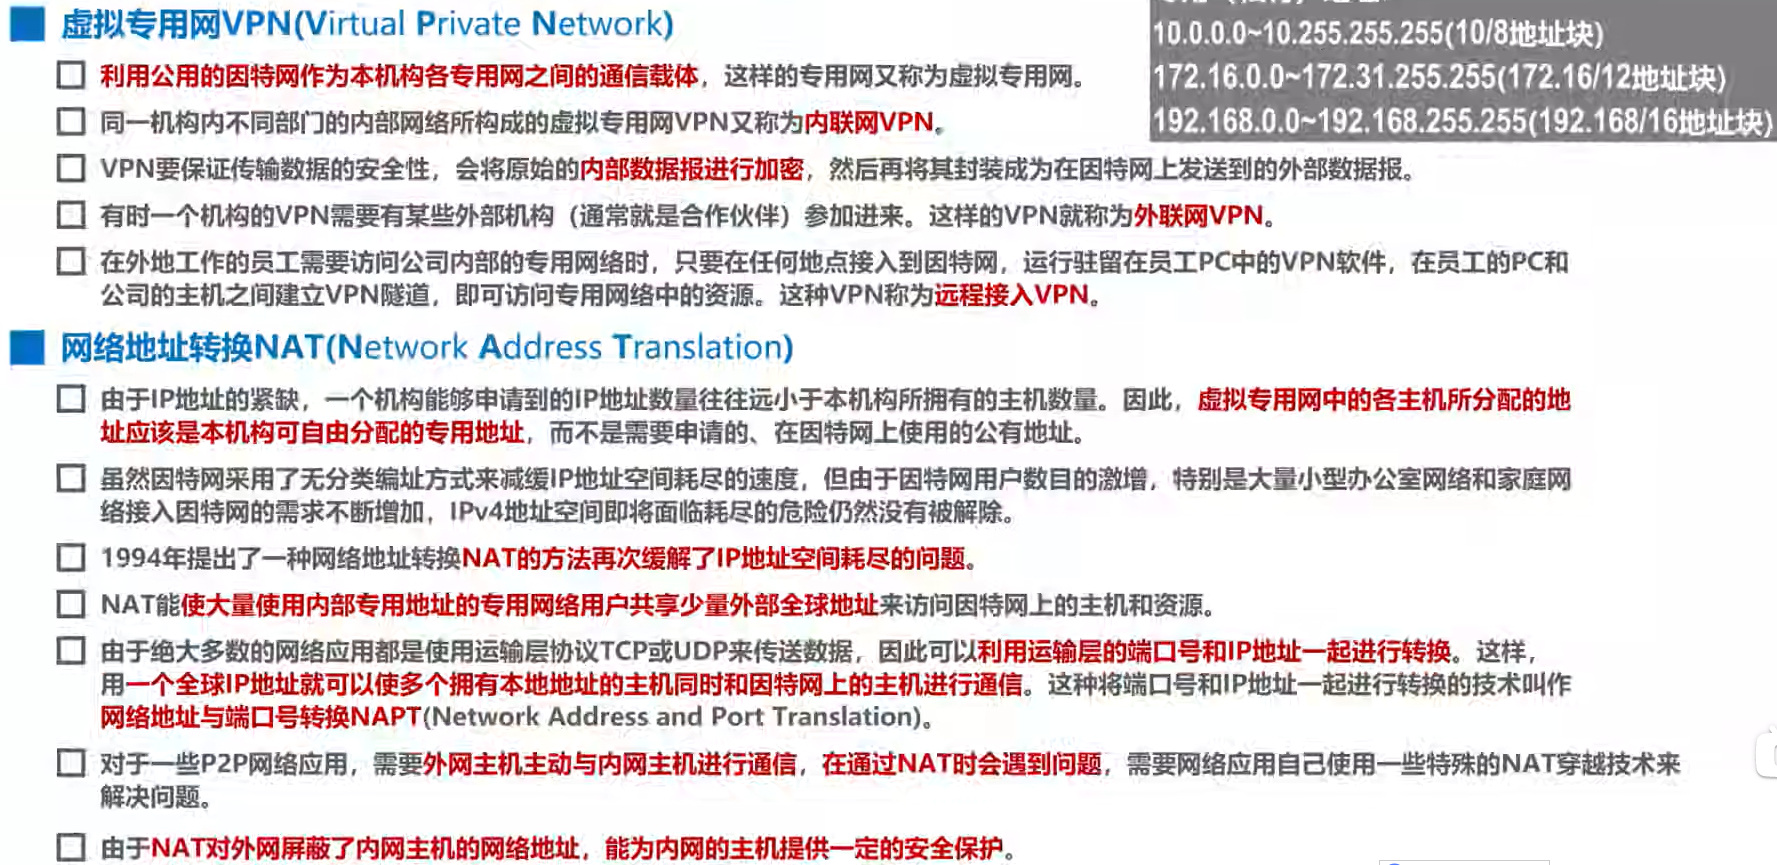 虚拟专用网VPN(Virtual Private Network)
10.0.0.0~10.255.255.255(10/8地址块)
172.16.0.0~172.31.255.255(172.16/12地址块)
192.168.0.0~192.168.255.255(192.168/16地址块)
利用公用的因特网作为本机构各专用网之间的通信载体，这样的专用网又称为虚拟专用网。
同一机构内不同部门的内部网络所构成的虚拟专用网VPN又称为内联网VPN。
VPN要保证传输数据的安全性，会将原始的内部数据报进行加密，然后再将其封装成为在因特网上发送到的外部数据报。
有时一个机构的VPN需要有某些外部机构（通常就是合作伙伴）参加进来。这样的VPN就称为外联网VPN。
在外地工作的员工需要访问公司内部的专用网络时，只要在任何地点接入到因特网，运行驻留在员工PC中的VPN软件，在员工的PC和
公司的主机之间建立VPN隧道，即可访问专用网络中的资源。这种VPN称为远程接入VPN。
网络地址转换NAT(Network Address Translation)
由于IP地址的紧缺，一个机构能够申请到的IP地址数量往往远小于本机构所拥有的主机数量。因此，虚拟专用网中的各主机所分配的地
址应该是本机构可自由分配的专用地址，而不是需要申请的、在因特网上使用的公有地址。
虽然因特网采用了无分类编址方式来减缓IP地址空间耗尽的速度，但由于因特网用户数目的激增，特别是大量小型办公室网络和家庭网
络接入因特网的需求不断增加，IPv4地址空间即将面临耗尽的危险仍然没有被解除。
1994年提出了一种网络地址转换NAT的方法再次缓解了IP地址空间耗尽的问题。
NAT能使大量使用内部专用地址的专用网络用户共享少量外部全球地址来访问因特网上的主机和资源。
由于绝大多数的网络应用都是使用运输层协议TCP或UDP来传送数据，因此可以利用运输层的端口号和IP地址一起进行转换。这样，
用一个全球IP地址就可以使多个拥有本地地址的主机同时和因特网上的主机进行通信。这种将端口号和IP地址一起进行转换的技术叫作
网络地址与端口号转换NAPT(Network Address and Port Translation)。
对于一些P2P网络应用，需要外网主机主动与内网主机进行通信，在通过NAT时会遇到问题，需要网络应用自己使用一些特殊的NAT穿越技术来
解决问题。
由于NAT对外网屏蔽了内网主机的网络地址，能为内网的主机提供一定的安全保护。